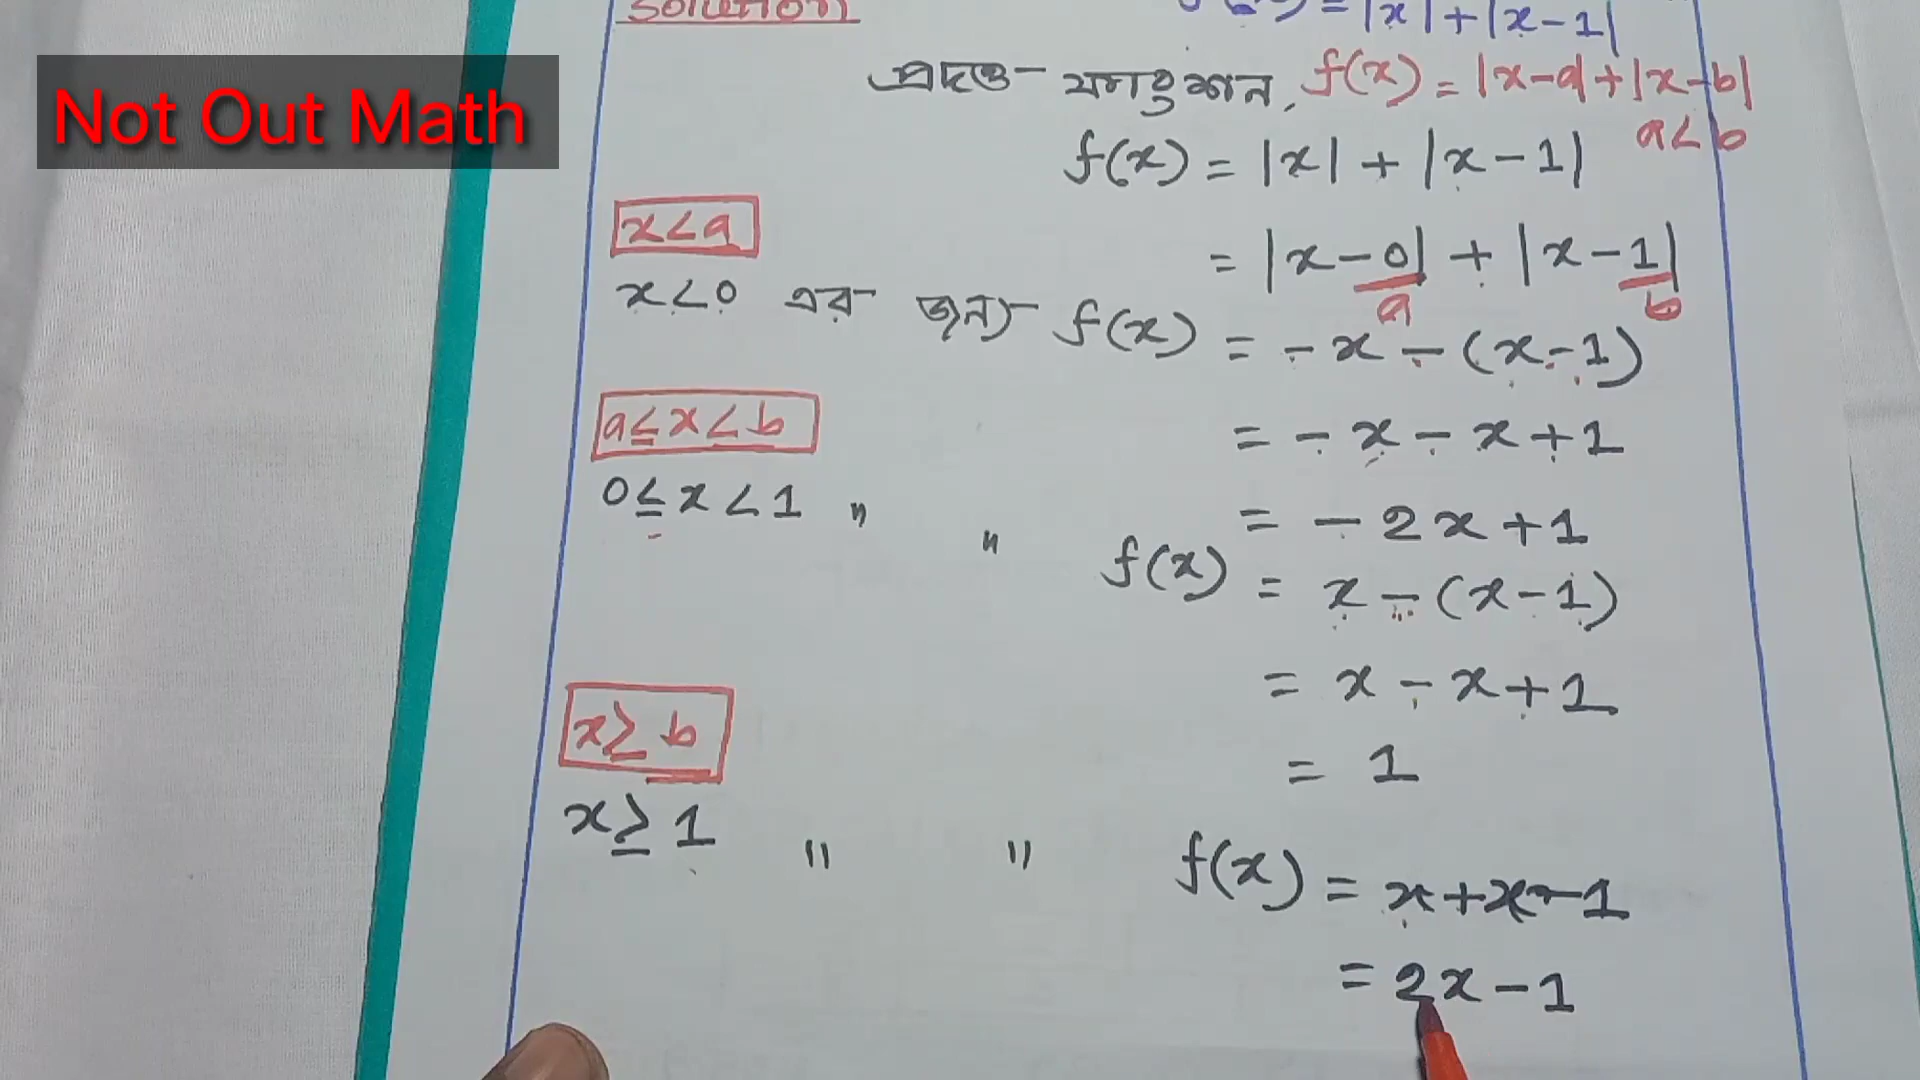 Solution
f(x) = |x| + |x-1|
Not Out Math
প্রদত্ত ফাংশন, f(x) = |x-a| + |x-b|
a<b
f(x) = |x| + |x-1|
x<a
= |x-0| + |x-1|
a b
x<0 এর জন্য f(x) = -x-(x-1)
a≤x<b
= -x-x+1
0≤x<1 " "
= -2x+1
f(x) = x-(x-1)
= x-x+1
x≥b
= 1
x≥1 " " f(x) = x+x-1
= 2x-1